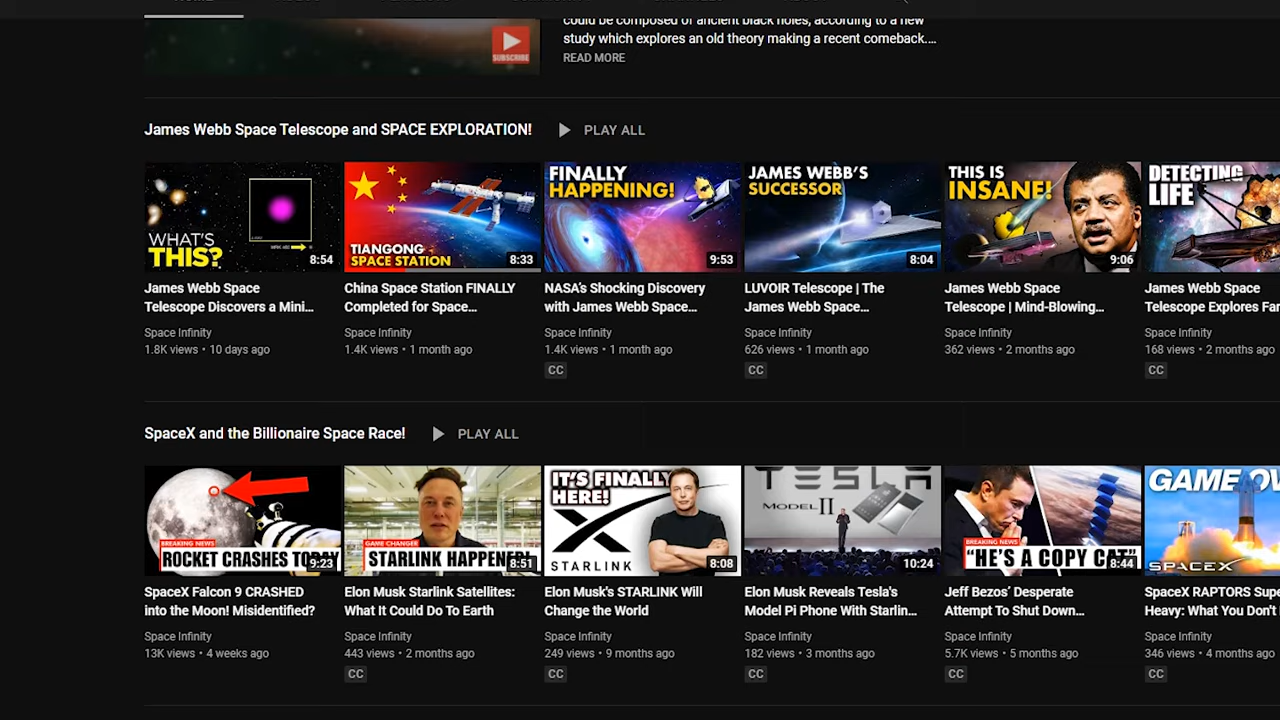 could be composed of ancient black holes, according to a new
study which explores an old theory making a recent comeback....
READ MORE
SUBSCRIBE
James Webb Space Telescope and SPACE EXPLORATION!
PLAY ALL
WHAT'S
THIS?
8:54
TIANGONG
SPACE STATION
8:33
FINALLY
HAPPENING!
9:53
JAMES WEBB'S
SUCCESSOR
8:04
THIS IS
INSANE!
9:06
DETECTING
LIFE
James Webb Space
Telescope Discovers a Mini...
Space Infinity
1.8K views • 10 days ago
China Space Station FINALLY
Completed for Space...
Space Infinity
1.4K views • 1 month ago
NASA's Shocking Discovery
with James Webb Space...
Space Infinity
1.4K views • 1 month ago
CC
LUVOIR Telescope | The
James Webb Space...
Space Infinity
626 views • 1 month ago
CC
James Webb Space
Telescope | Mind-Blowing...
Space Infinity
362 views • 2 months ago
James Webb Space
Telescope Explores Far
Space Infinity
168 views • 2 months ago
CC
SpaceX and the Billionaire Space Race!
PLAY ALL
BREAKING NEWS
ROCKET CRASHES TODAY
9:23
GAME CHANGER
STARLINK HAPPENED!
8:51
IT'S FINALLY
HERE!
STARLINK
8:08
TESLA
MODEL II
10:24
BREAKING NEWS
"HE'S A COPY CAT"
8:44
GAME OV
SPACEX
SpaceX Falcon 9 CRASHED
into the Moon! Misidentified?
Space Infinity
13K views • 4 weeks ago
Elon Musk Starlink Satellites:
What It Could Do To Earth
Space Infinity
443 views • 2 months ago
CC
Elon Musk's STARLINK Will
Change the World
Space Infinity
249 views • 9 months ago
CC
Elon Musk Reveals Tesla's
Model Pi Phone With Starlin...
Space Infinity
182 views • 3 months ago
CC
Jeff Bezos' Desperate
Attempt To Shut Down...
Space Infinity
5.7K views • 5 months ago
CC
SpaceX RAPTORS Supe
Heavy: What You Don't
Space Infinity
346 views • 4 months ago
CC